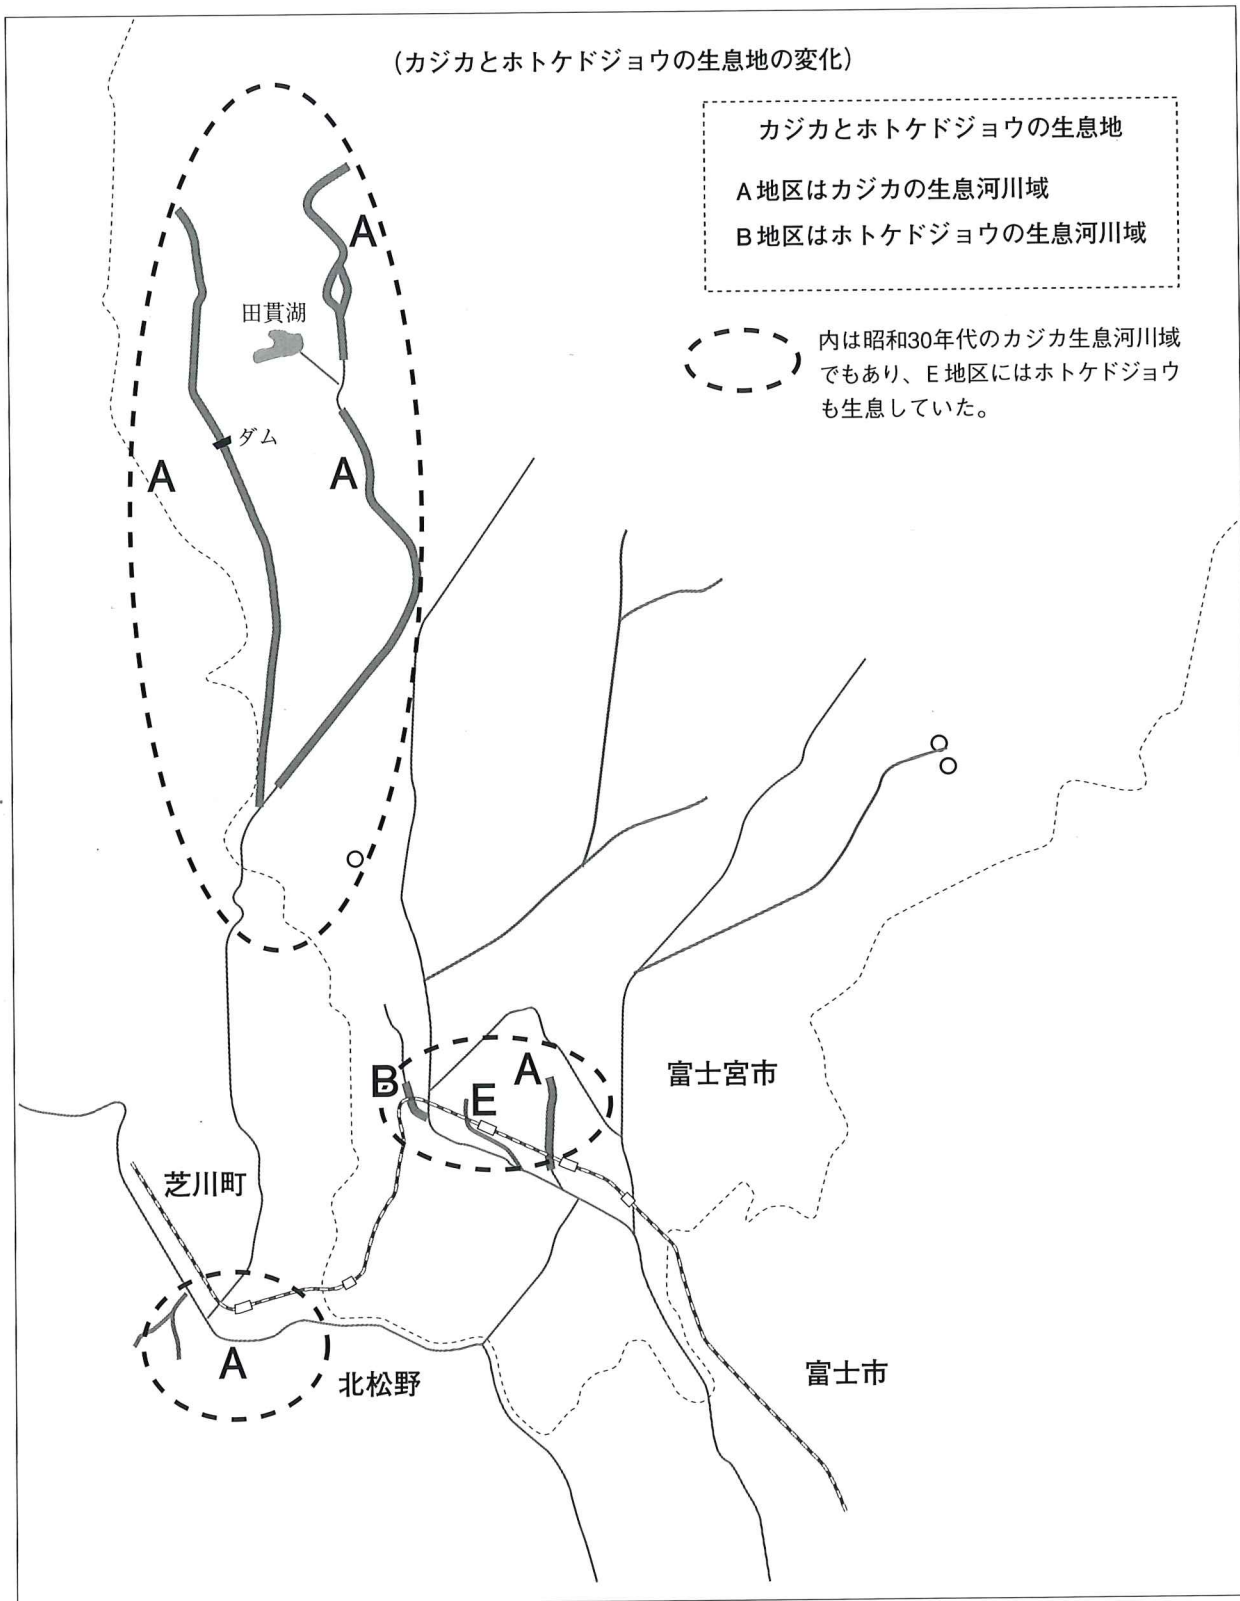 (カジカとホトケドジョウの生息地の変化)
カジカとホトケドジョウの生息地
A地区はカジカの生息河川域
B地区はホトケドジョウの生息河川域
内は昭和30年代のカジカ生息河川域
でもあり、E地区にはホトケドジョウ
も生息していた。
A
田貫湖
ダム
A
A
B
E
A
富士宮市
芝川町
A
北松野
富士市